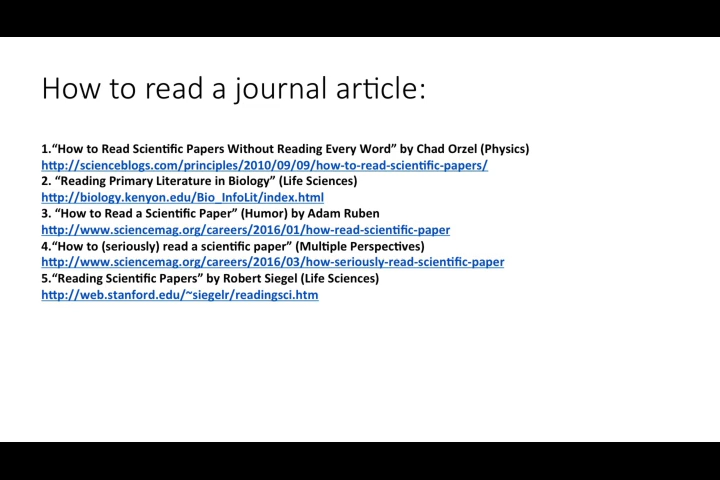 How to read a journal article:
1.“How to Read Scientific Papers Without Reading Every Word” by Chad Orzel (Physics)
http://scienceblogs.com/principles/2010/09/09/how-to-read-scientific-papers/
2. “Reading Primary Literature in Biology” (Life Sciences)
http://biology.kenyon.edu/Bio_InfoLit/index.html
3. “How to Read a Scientific Paper” (Humor) by Adam Ruben
http://www.sciencemag.org/careers/2016/01/how-read-scientific-paper
4.“How to (seriously) read a scientific paper” (Multiple Perspectives)
http://www.sciencemag.org/careers/2016/03/how-seriously-read-scientific-paper
5.“Reading Scientific Papers” by Robert Siegel (Life Sciences)
http://web.stanford.edu/~siegelr/readingsci.htm